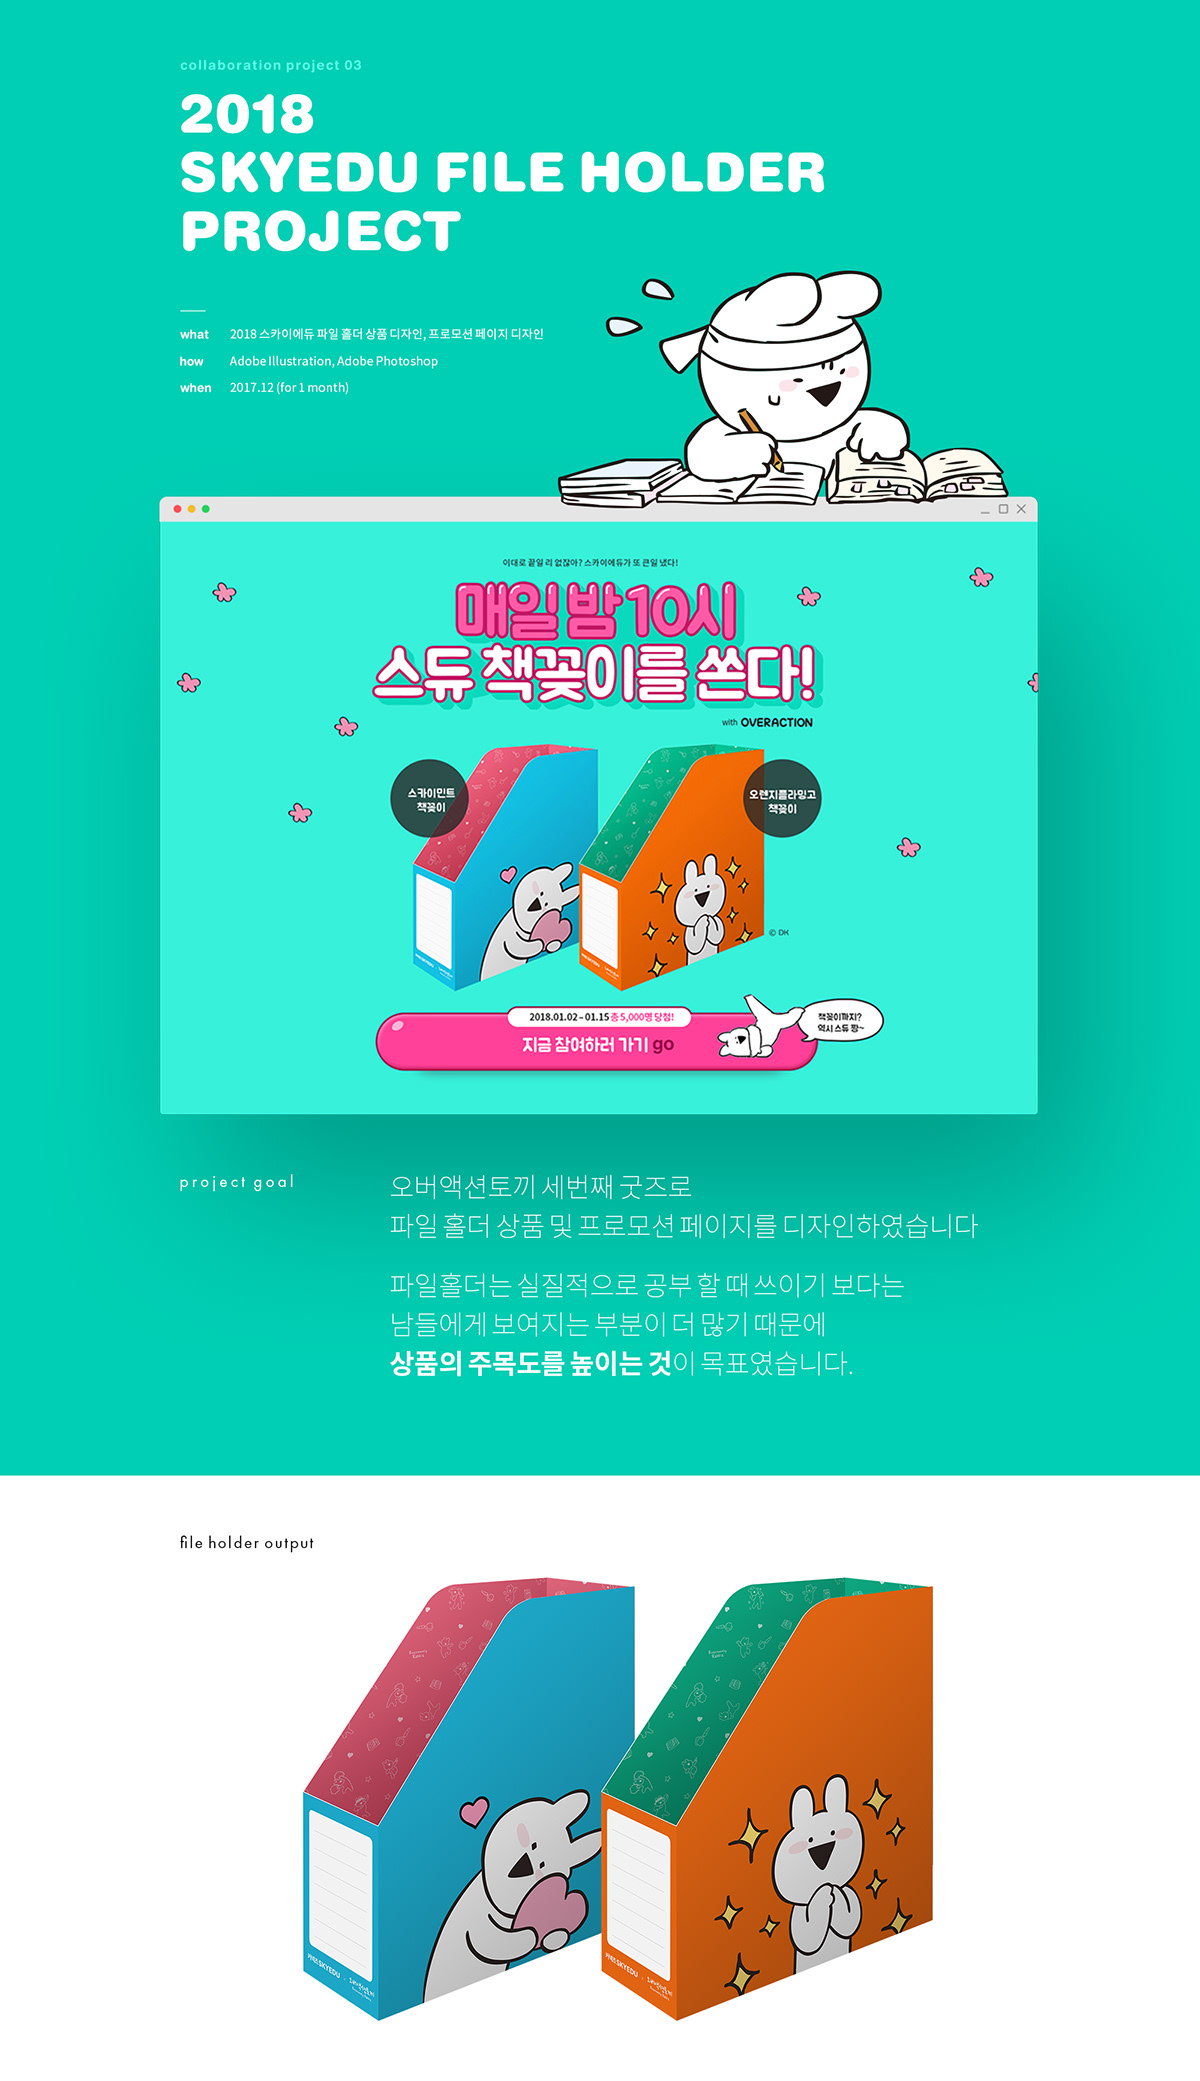 collaboration project 03
2018
SKYEDU FILE HOLDER
PROJECT
what 2018 스카이에듀 파일 홀더 상품 디자인, 프로모션 페이지 디자인
how Adobe Illustration, Adobe Photoshop
when 2017.12 (for 1 month)
이대로 끝일 리 없잖아? 스카이에듀가 또 큰일 냈다!
매일 밤 10시
스듀 책꽂이를 쏜다!
with OVERACTION
스카이민트
책꽂이
오렌지플라밍고
책꽂이
© DK
2018.01.02 – 01.15 총 5,000명 당첨!
지금 참여하러 가기 go
책꽂이까지?
역시 스듀 짱~
project goal
오버액션토끼 세번째 굿즈로
파일 홀더 상품 및 프로모션 페이지를 디자인하였습니다
파일홀더는 실질적으로 공부 할 때 쓰이기 보다는
남들에게 보여지는 부분이 더 많기 때문에
상품의 주목도를 높이는 것이 목표였습니다.
file holder output
SKYEDU
SKYEDU